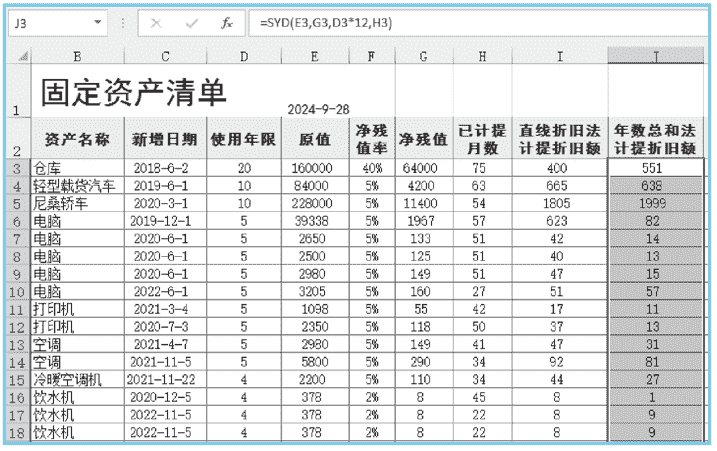 J3 fx =SYD(E3,G3,D3*12,H3)
B C D E F G H I J
1 固定资产清单 2024-9-28
2 资产名称 新增日期 使用年限 原值 净残值率 净残值 已计提月数 直线折旧法计提折旧额 年数总和法计提折旧额
3 仓库 2018-6-2 20 160000 40% 64000 75 400 551
4 轻型载货汽车 2019-6-1 10 84000 5% 4200 63 665 638
5 尼桑轿车 2020-3-1 10 228000 5% 11400 54 1805 1999
6 电脑 2019-12-1 5 39338 5% 1967 57 623 82
7 电脑 2020-6-1 5 2650 5% 133 51 42 14
8 电脑 2020-6-1 5 2500 5% 125 51 40 13
9 电脑 2020-6-1 5 2980 5% 149 51 47 15
10 电脑 2022-6-1 5 3205 5% 160 27 51 57
11 打印机 2021-3-4 5 1098 5% 55 42 17 11
12 打印机 2020-7-3 5 2350 5% 118 50 37 13
13 空调 2021-4-7 5 2980 5% 149 41 47 31
14 空调 2021-11-5 5 5800 5% 290 34 92 81
15 冷暖空调机 2021-11-22 4 2200 5% 110 34 44 27
16 饮水机 2020-12-5 4 378 2% 8 45 8 1
17 饮水机 2022-11-5 4 378 2% 8 22 8 9
18 饮水机 2022-11-5 4 378 2% 8 22 8 9